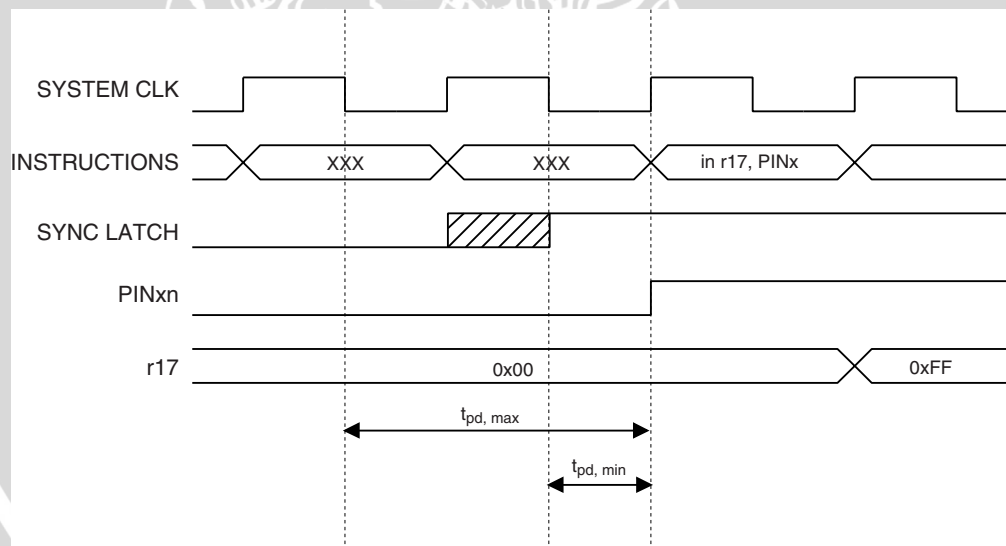 SYSTEM CLK
INSTRUCTIONS XXX XXX in r17, PINx
SYNC LATCH
PINxn
r17 0x00 0xFF
tpd, max
tpd, min